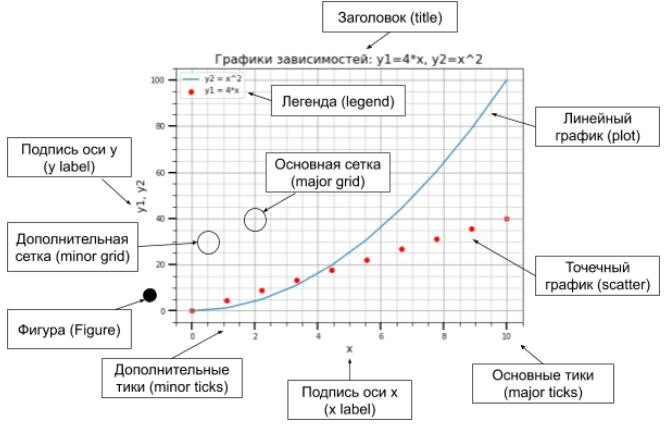 Заголовок (title)
Графики зависимостей: y1=4*x, y2=x^2
y2 = x^2
y1 = 4*x
Легенда (legend)
Линейный
график (plot)
Подпись оси y
(y label)
Основная сетка
(major grid)
y1, y2
Дополнительная
сетка (minor grid)
Точечный
график (scatter)
Фигура (Figure)
100
80
60
40
20
0
0
2
4
6
8
10
x
Дополнительные
тики (minor ticks)
Подпись оси x
(x label)
Основные тики
(major ticks)